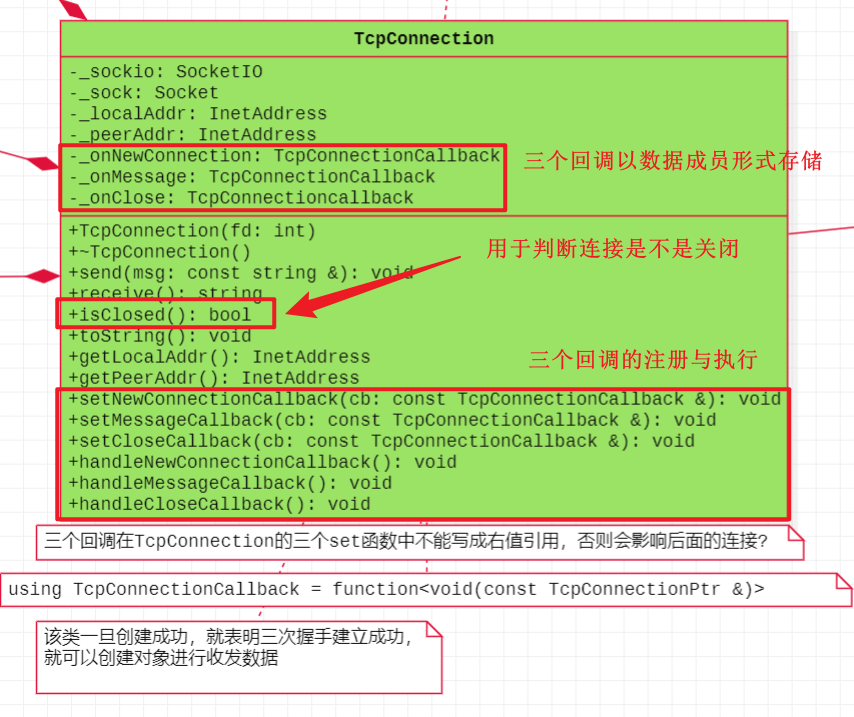 TcpConnection
-_sockio: SocketIO
-_sock: Socket
-_localAddr: InetAddress
-_peerAddr: InetAddress
-_onNewConnection: TcpConnectionCallback
三个回调以数据成员形式存储
-_onMessage: TcpConnectionCallback
-_onClose: TcpConnectioncallback
+TcpConnection(fd: int)
+~TcpConnection()
用于判断连接是不是关闭
+send(msg: const string &): void
+receive(): string
+isClosed(): bool
+toString(): void
+getLocalAddr(): InetAddress
三个回调的注册与执行
+getPeerAddr(): InetAddress
+setNewConnectionCallback(cb: const TcpConnectionCallback &): void
+setMessageCallback(cb: const TcpConnectionCallback &): void
+setCloseCallback(cb: const TcpConnectionCallback &): void
+handleNewConnectionCallback(): void
+handleMessageCallback(): void
+handleCloseCallback(): void
三个回调在TcpConnection的三个set函数中不能写成右值引用，否则会影响后面的连接?
using TcpConnectionCallback = function<void(const TcpConnectionPtr &)>
该类一旦创建成功，就表明三次握手建立成功，
就可以创建对象进行收发数据